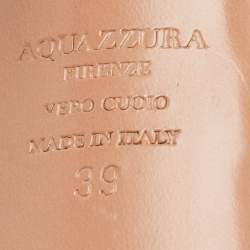 AQUAZZURA
FIRENZE
VERO CUOIO
MADE IN ITALY
39